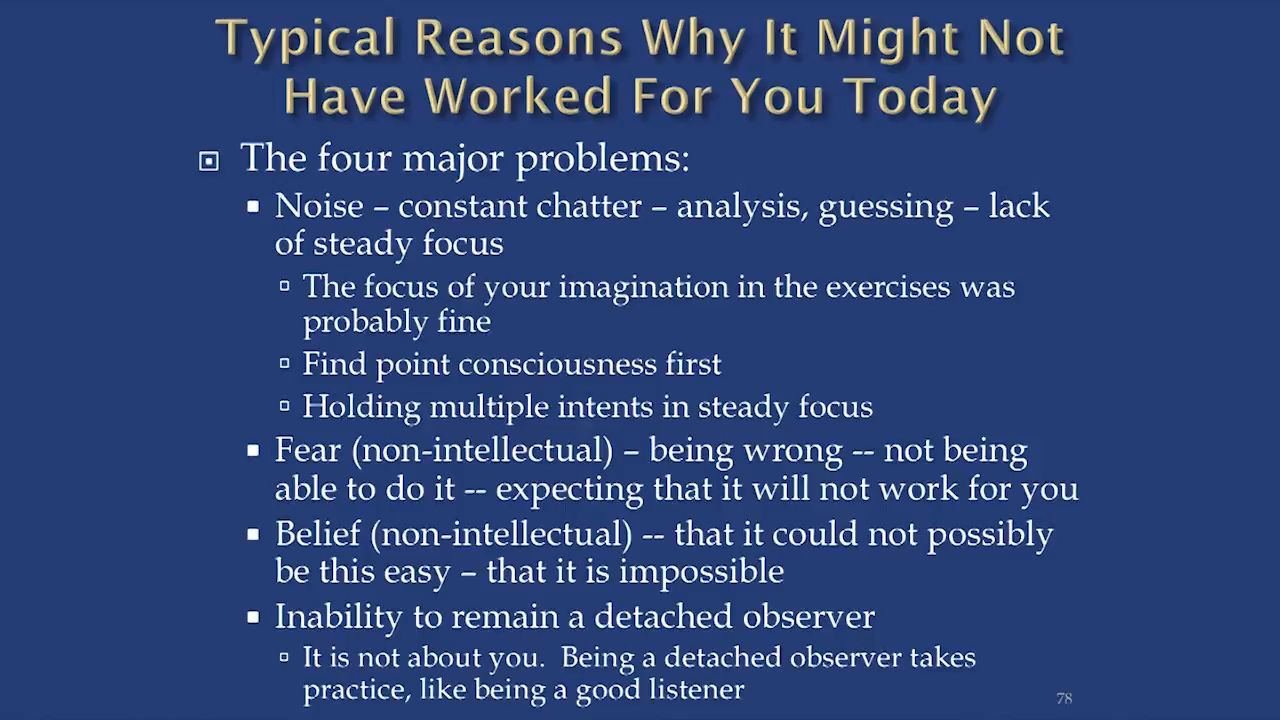 Typical Reasons Why It Might Not
Have Worked For You Today
The four major problems:
Noise – constant chatter – analysis, guessing – lack
of steady focus
The focus of your imagination in the exercises was
probably fine
Find point consciousness first
Holding multiple intents in steady focus
Fear (non-intellectual) – being wrong -- not being
able to do it -- expecting that it will not work for you
Belief (non-intellectual) -- that it could not possibly
be this easy – that it is impossible
Inability to remain a detached observer
It is not about you.  Being a detached observer takes
practice, like being a good listener
78